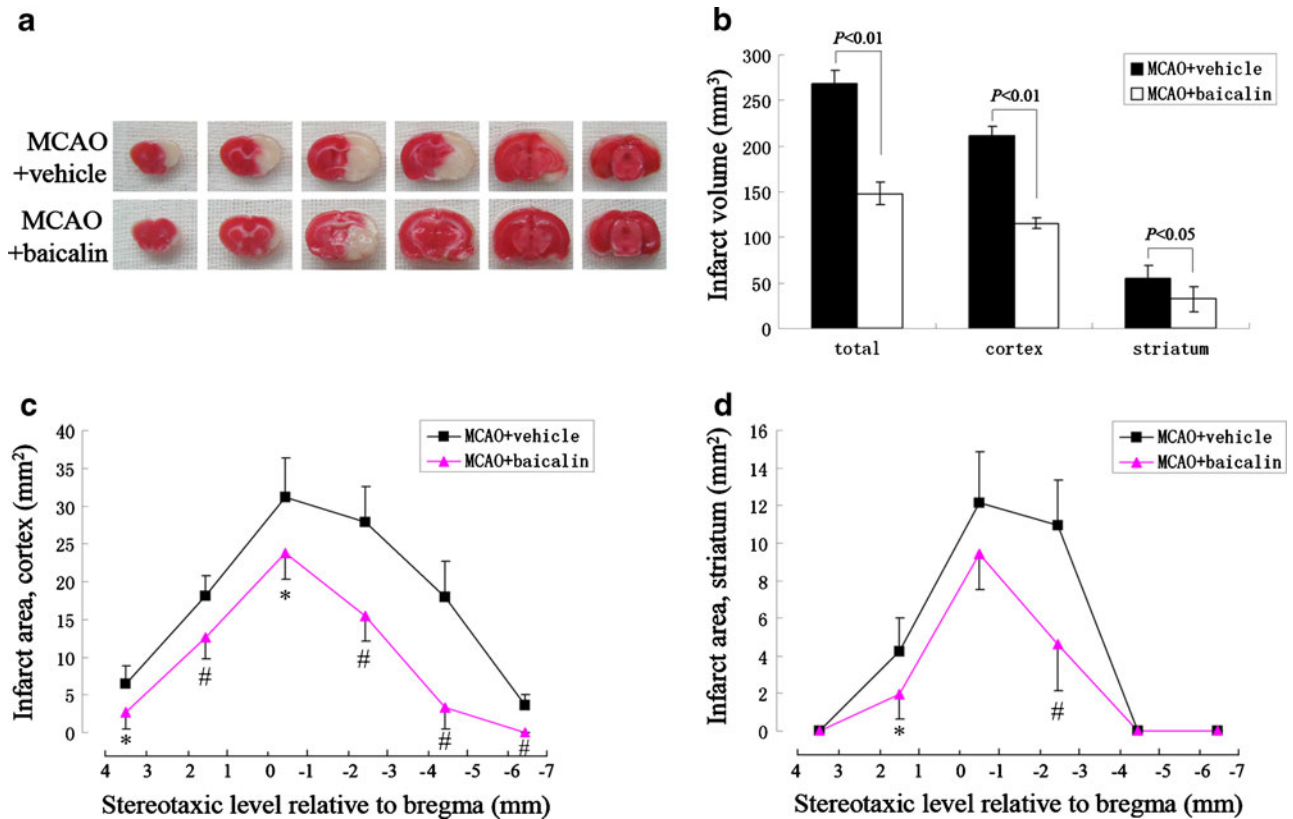 a
MCAO
+vehicle
MCAO
+baicalin
b
P<0.01
P<0.01
P<0.05
MCAO+vehicle
MCAO+baicalin
Infarct volume (mm³)
300
250
200
150
100
50
0
total cortex striatum
c
MCAO+vehicle
MCAO+baicalin
Infarct area, cortex (mm²)
40
35
30
25
20
15
10
5
0
* # * # # #
4 3 2 1 0 -1 -2 -3 -4 -5 -6 -7
Stereotaxic level relative to bregma (mm)
d
MCAO+vehicle
MCAO+baicalin
Infarct area, striatum (mm²)
16
14
12
10
8
6
4
2
0
* #
4 3 2 1 0 -1 -2 -3 -4 -5 -6 -7
Stereotaxic level relative to bregma (mm)